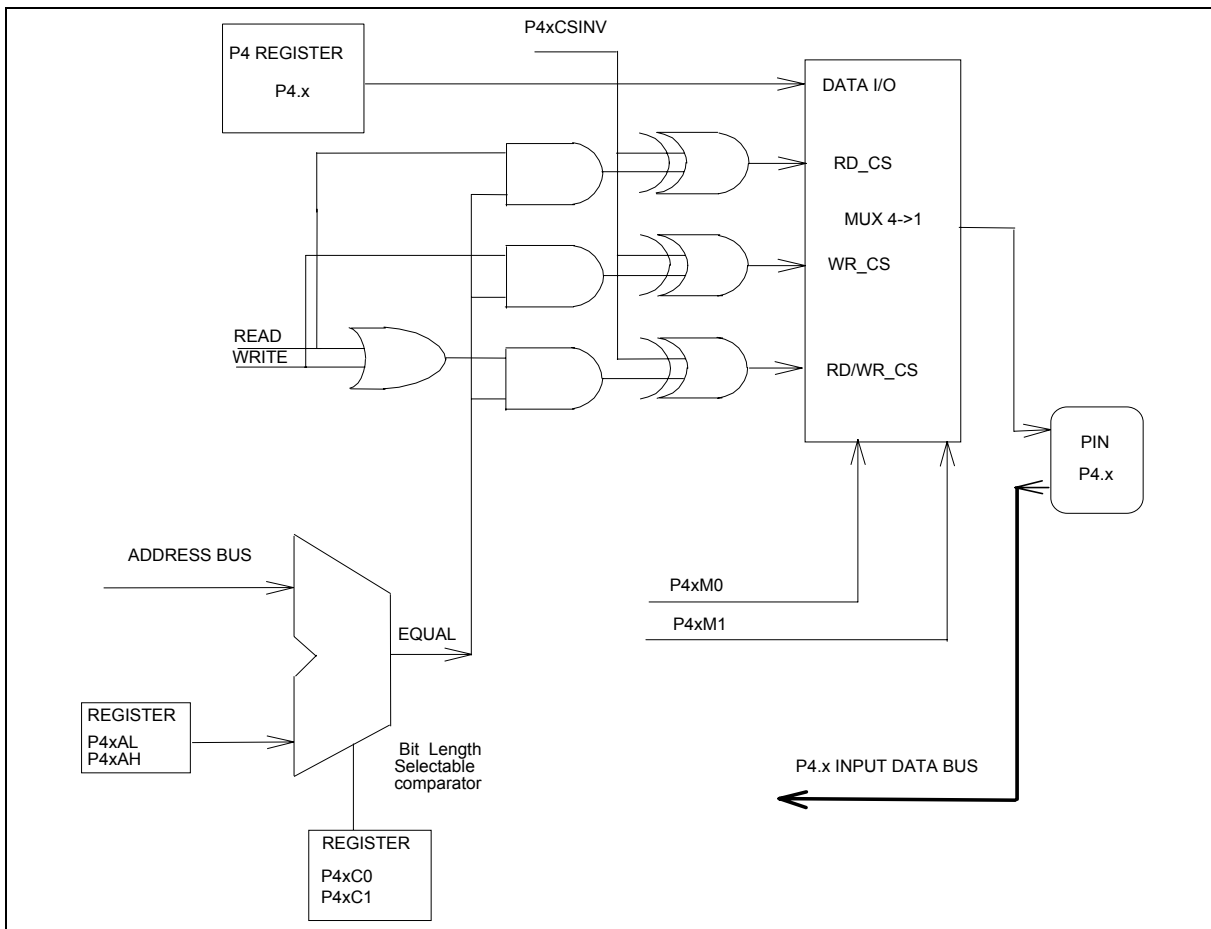 P4xCSINV
P4 REGISTER
P4.x
DATA I/O
RD_CS
MUX 4->1
WR_CS
READ
WRITE
RD/WR_CS
PIN
P4.x
ADDRESS BUS
P4xM0
P4xM1
EQUAL
REGISTER
P4xAL
P4xAH
Bit Length
Selectable
comparator
P4.x INPUT DATA BUS
REGISTER
P4xC0
P4xC1